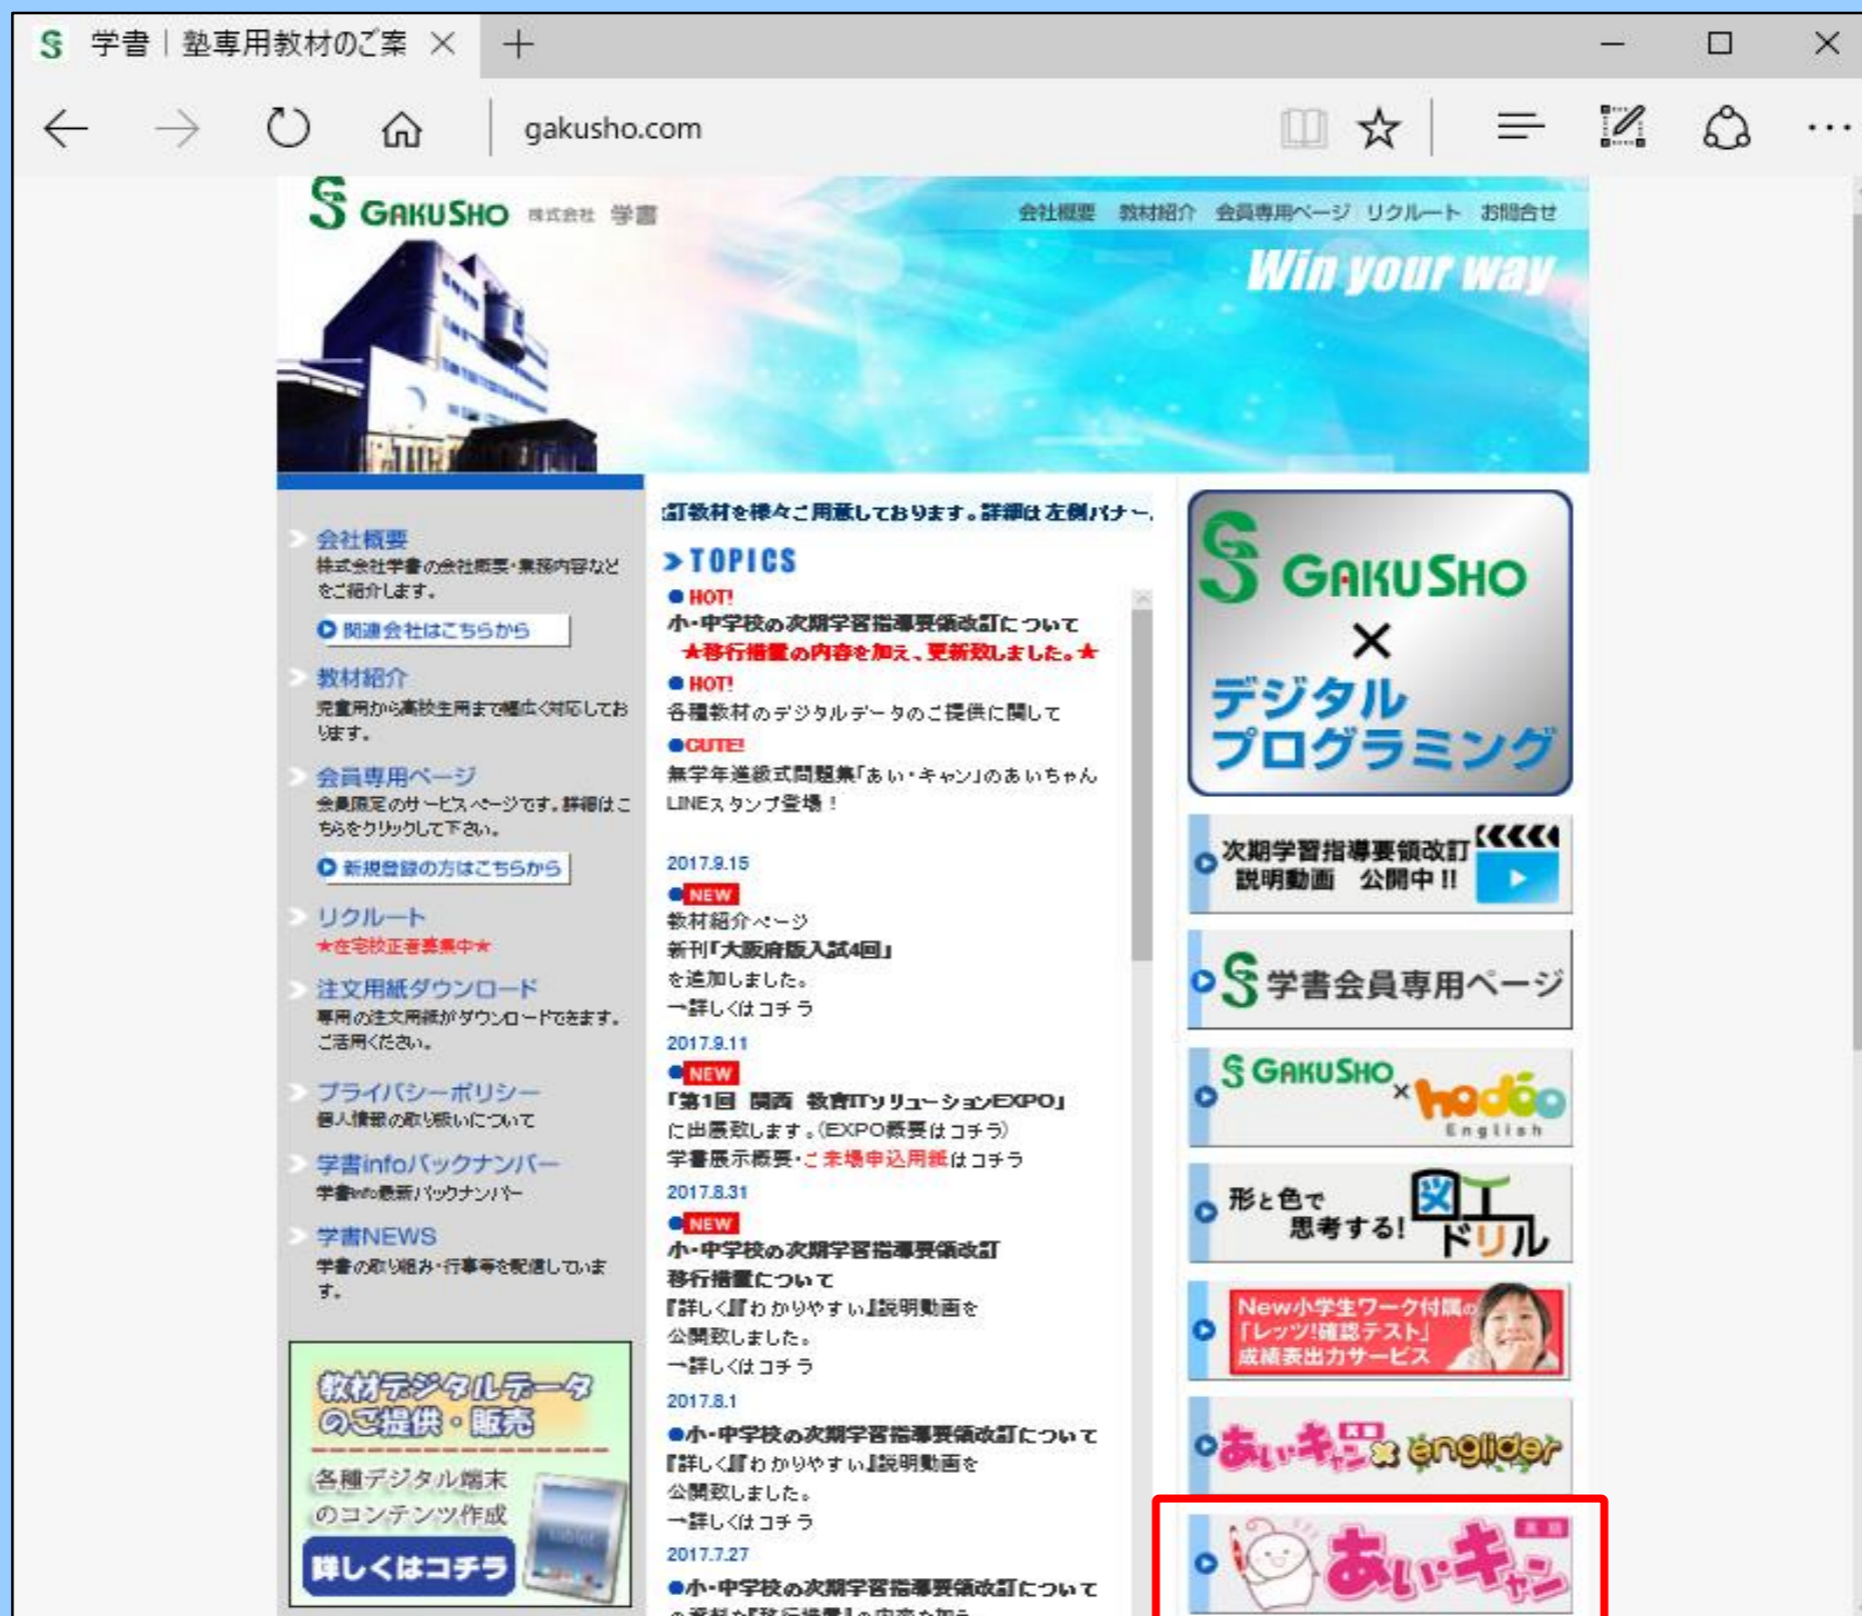 学書｜塾専用教材のご案
gakusho.com
GAKUSHO 株式会社 学書
会社概要 教材紹介 会員専用ページ リクルート お問合せ
Win your way
会社概要
株式会社学書の会社概要・業務内容など
をご紹介します。
関連会社はこちらから
教材紹介
児童用から高校生用まで幅広く対応してお
ります。
会員専用ページ
会員限定のサービスページです。詳細はこ
ちらをクリックして下さい。
新規登録の方はこちらから
リクルート
★在宅校正者募集中★
注文用紙ダウンロード
専用の注文用紙がダウンロードできます。
ご活用ください。
プライバシーポリシー
個人情報の取り扱いについて
学書infoバックナンバー
学書info最新バックナンバー
学書NEWS
学書の取り組み・行事等を配信していま
す。
教材デジタルデータ
のご提供・販売
各種デジタル端末
のコンテンツ作成
詳しくはコチラ
訂教材を様々ご用意しております。詳細は左側バナー
>TOPICS
●HOT!
小・中学校の次期学習指導要領改訂について
★移行措置の内容を加え、更新致しました。★
●HOT!
各種教材のデジタルデータのご提供に関して
●CUTE!
無学年進級式問題集「あい・キャン」のあいちゃん
LINEスタンプ登場！
2017.9.15
●NEW
教材紹介ページ
新刊「大阪府版入試4回」
を追加しました。
→詳しくはコチラ
2017.9.11
●NEW
「第1回 関西 教育ITソリューションEXPO」
に出展致します。(EXPO概要はコチラ)
学書展示概要・ご来場申込用紙はコチラ
2017.8.31
●NEW
小・中学校の次期学習指導要領改訂
移行措置について
『詳しく』『わかりやすい』説明動画を
公開致しました。
→詳しくはコチラ
2017.8.1
●小・中学校の次期学習指導要領改訂について
『詳しく』『わかりやすい』説明動画を
公開致しました。
→詳しくはコチラ
2017.7.27
●小・中学校の次期学習指導要領改訂について
の資料を『移行措置』の内容を加え、
GAKUSHO
×
デジタル
プログラミング
次期学習指導要領改訂
説明動画 公開中!!
学書会員専用ページ
GAKUSHO × hodoo
English
形と色で
思考する!
図工
ドリル
New小学生ワーク付属の
「レッツ!確認テスト」
成績表出力サービス
あい・キャン 英語 × englider
あい・キャン 英語